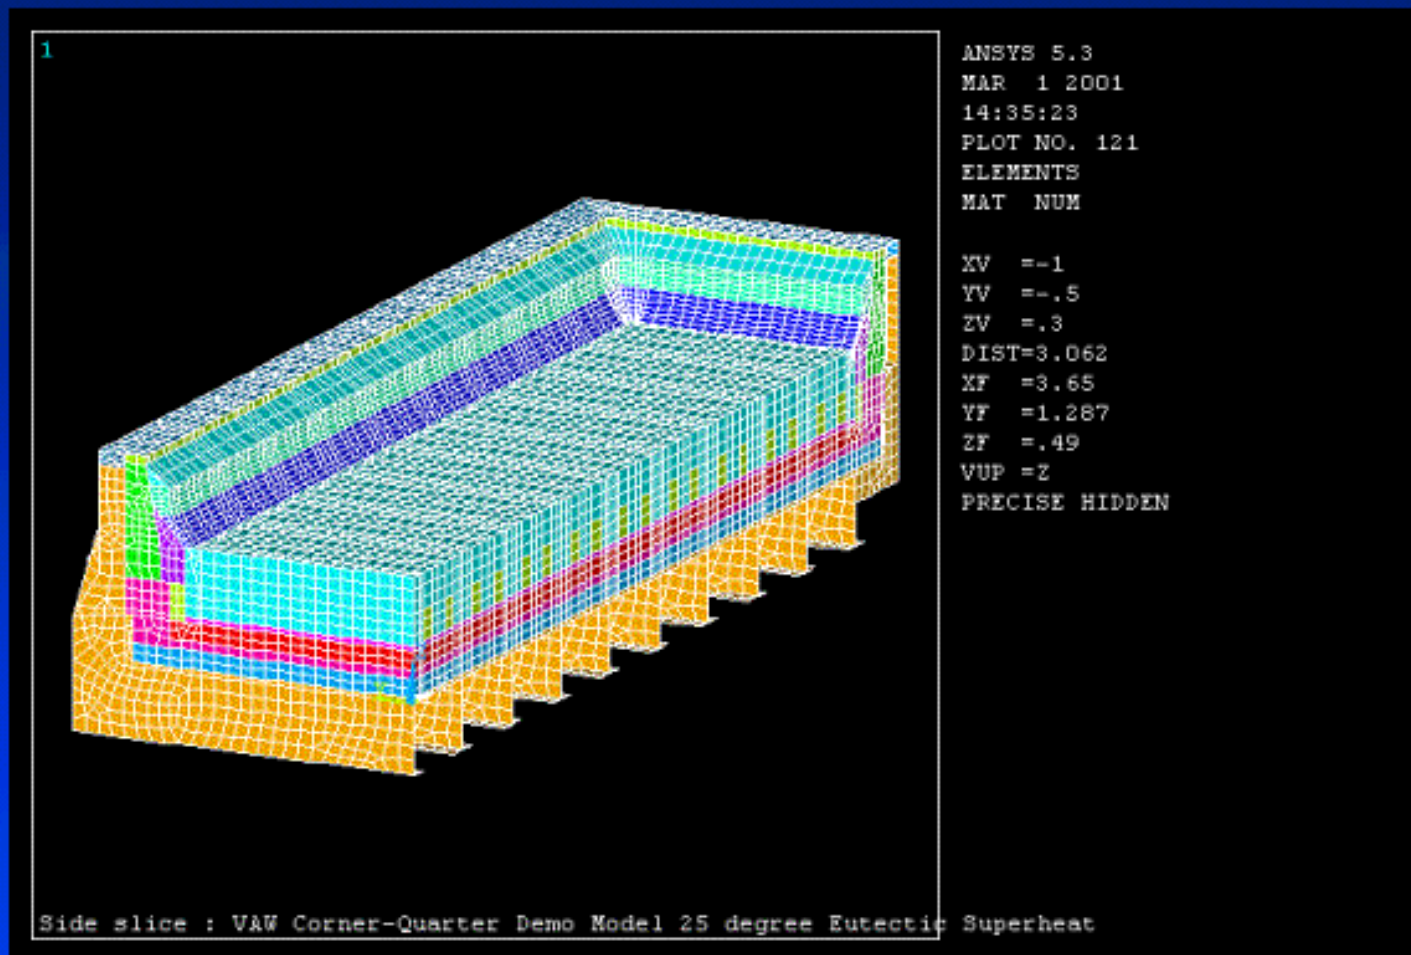 1
ANSYS 5.3
MAR 1 2001
14:35:23
PLOT NO. 121
ELEMENTS
MAT NUM
XV =-1
YV =-.5
ZV =.3
DIST=3.062
XF =3.65
YF =1.287
ZF =.49
VUP =Z
PRECISE HIDDEN
Side slice : VAW Corner-Quarter Demo Model 25 degree Eutectic Superheat